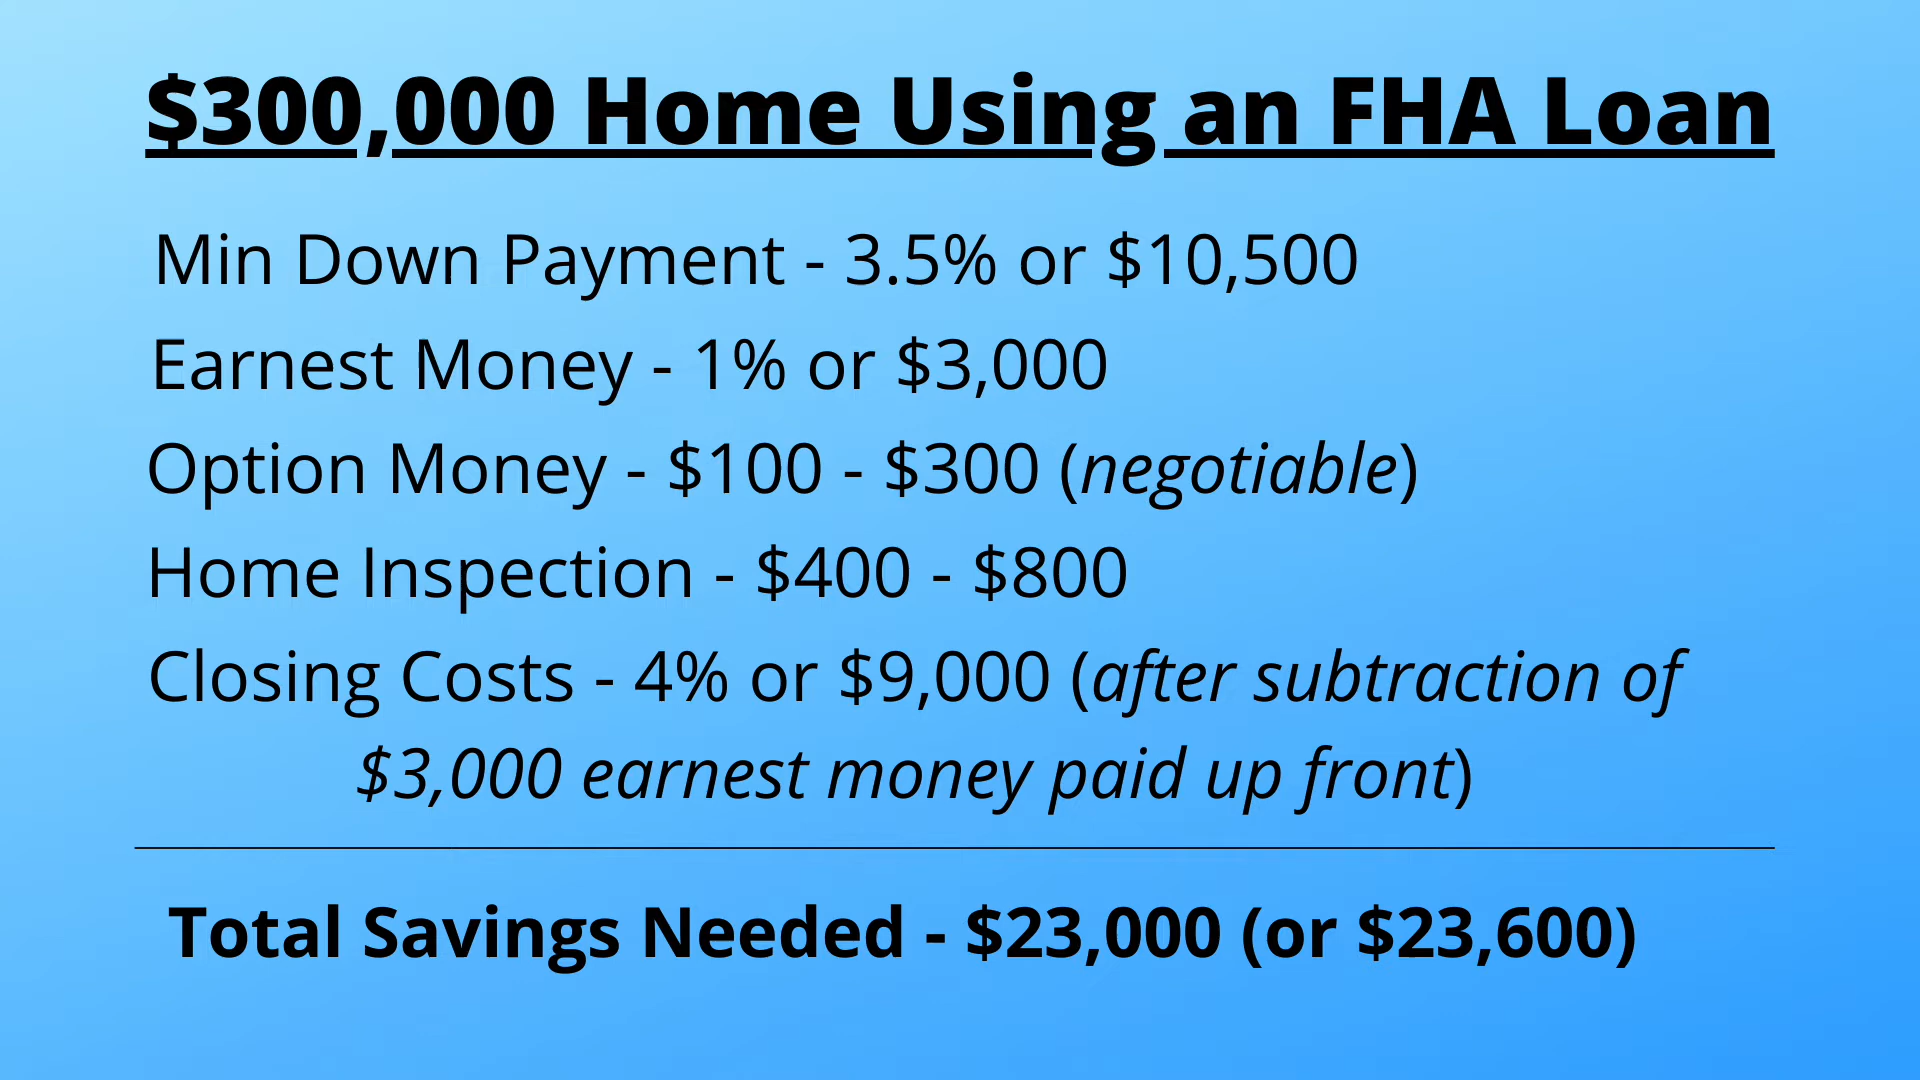 $300,000 Home Using an FHA Loan
Min Down Payment - 3.5% or $10,500
Earnest Money - 1% or $3,000
Option Money - $100 - $300 (negotiable)
Home Inspection - $400 - $800
Closing Costs - 4% or $9,000 (after subtraction of
$3,000 earnest money paid up front)
Total Savings Needed - $23,000 (or $23,600)